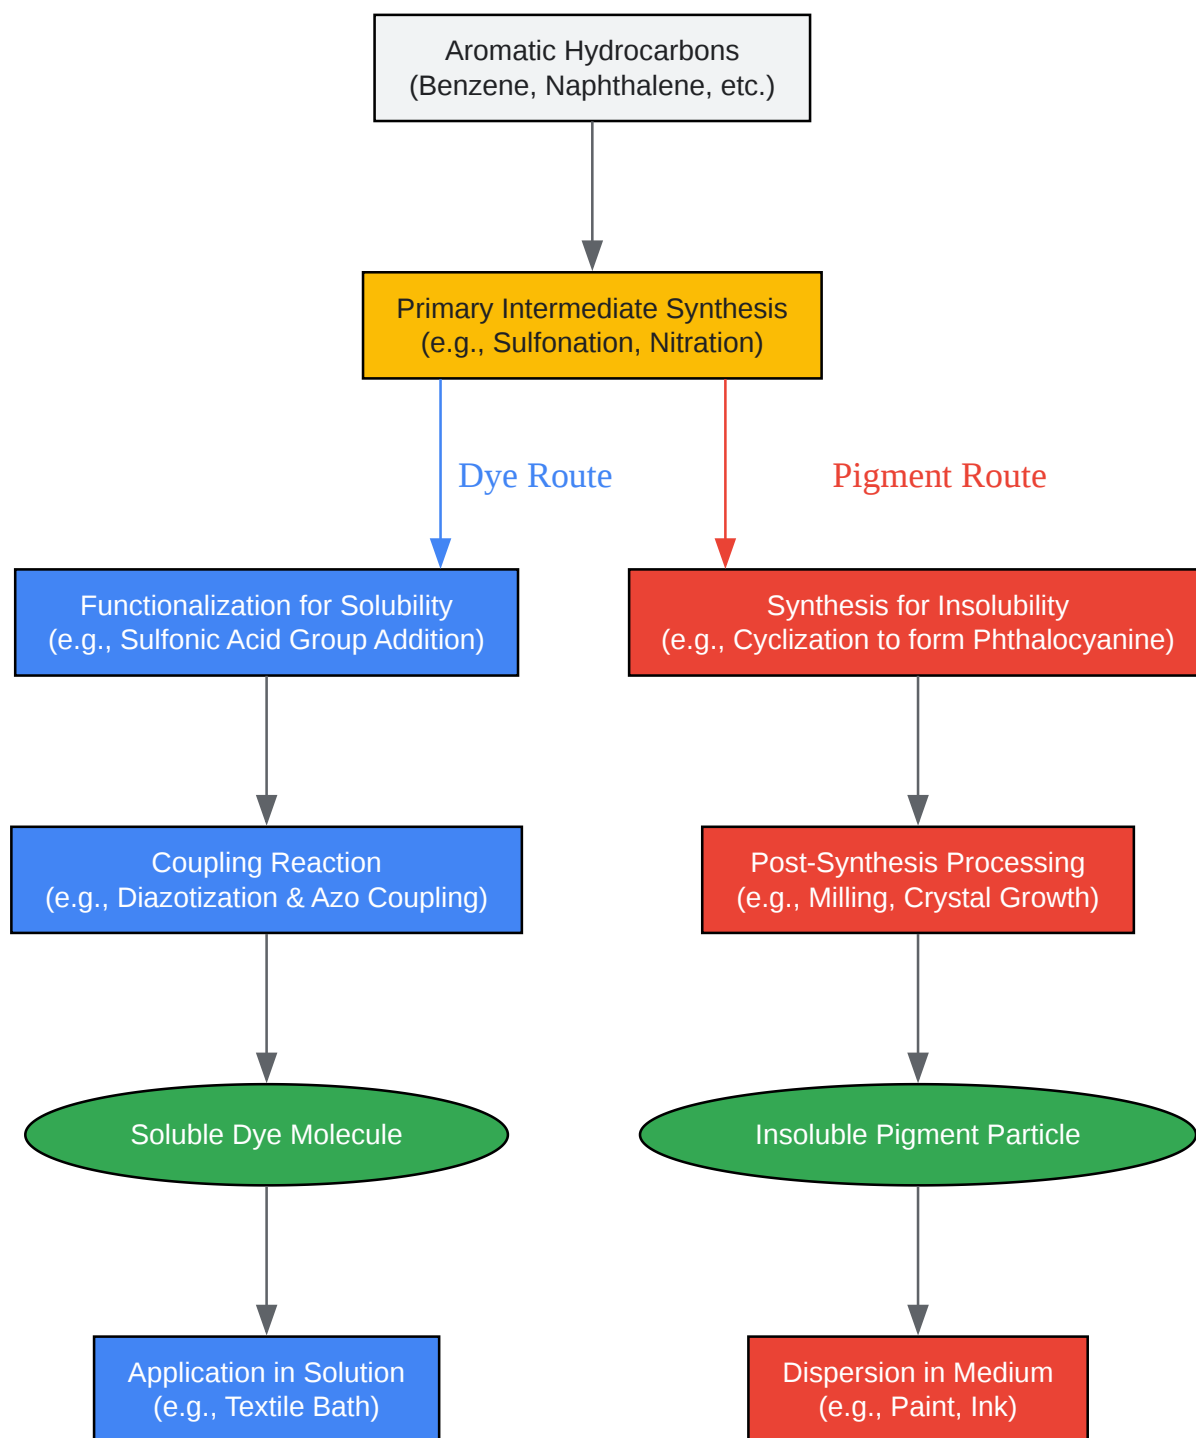 Aromatic Hydrocarbons
(Benzene, Naphthalene, etc.)
Primary Intermediate Synthesis
(e.g., Sulfonation, Nitration)
Dye Route
Pigment Route
Functionalization for Solubility
(e.g., Sulfonic Acid Group Addition)
Synthesis for Insolubility
(e.g., Cyclization to form Phthalocyanine)
Coupling Reaction
(e.g., Diazotization & Azo Coupling)
Post-Synthesis Processing
(e.g., Milling, Crystal Growth)
Soluble Dye Molecule
Insoluble Pigment Particle
Application in Solution
(e.g., Textile Bath)
Dispersion in Medium
(e.g., Paint, Ink)